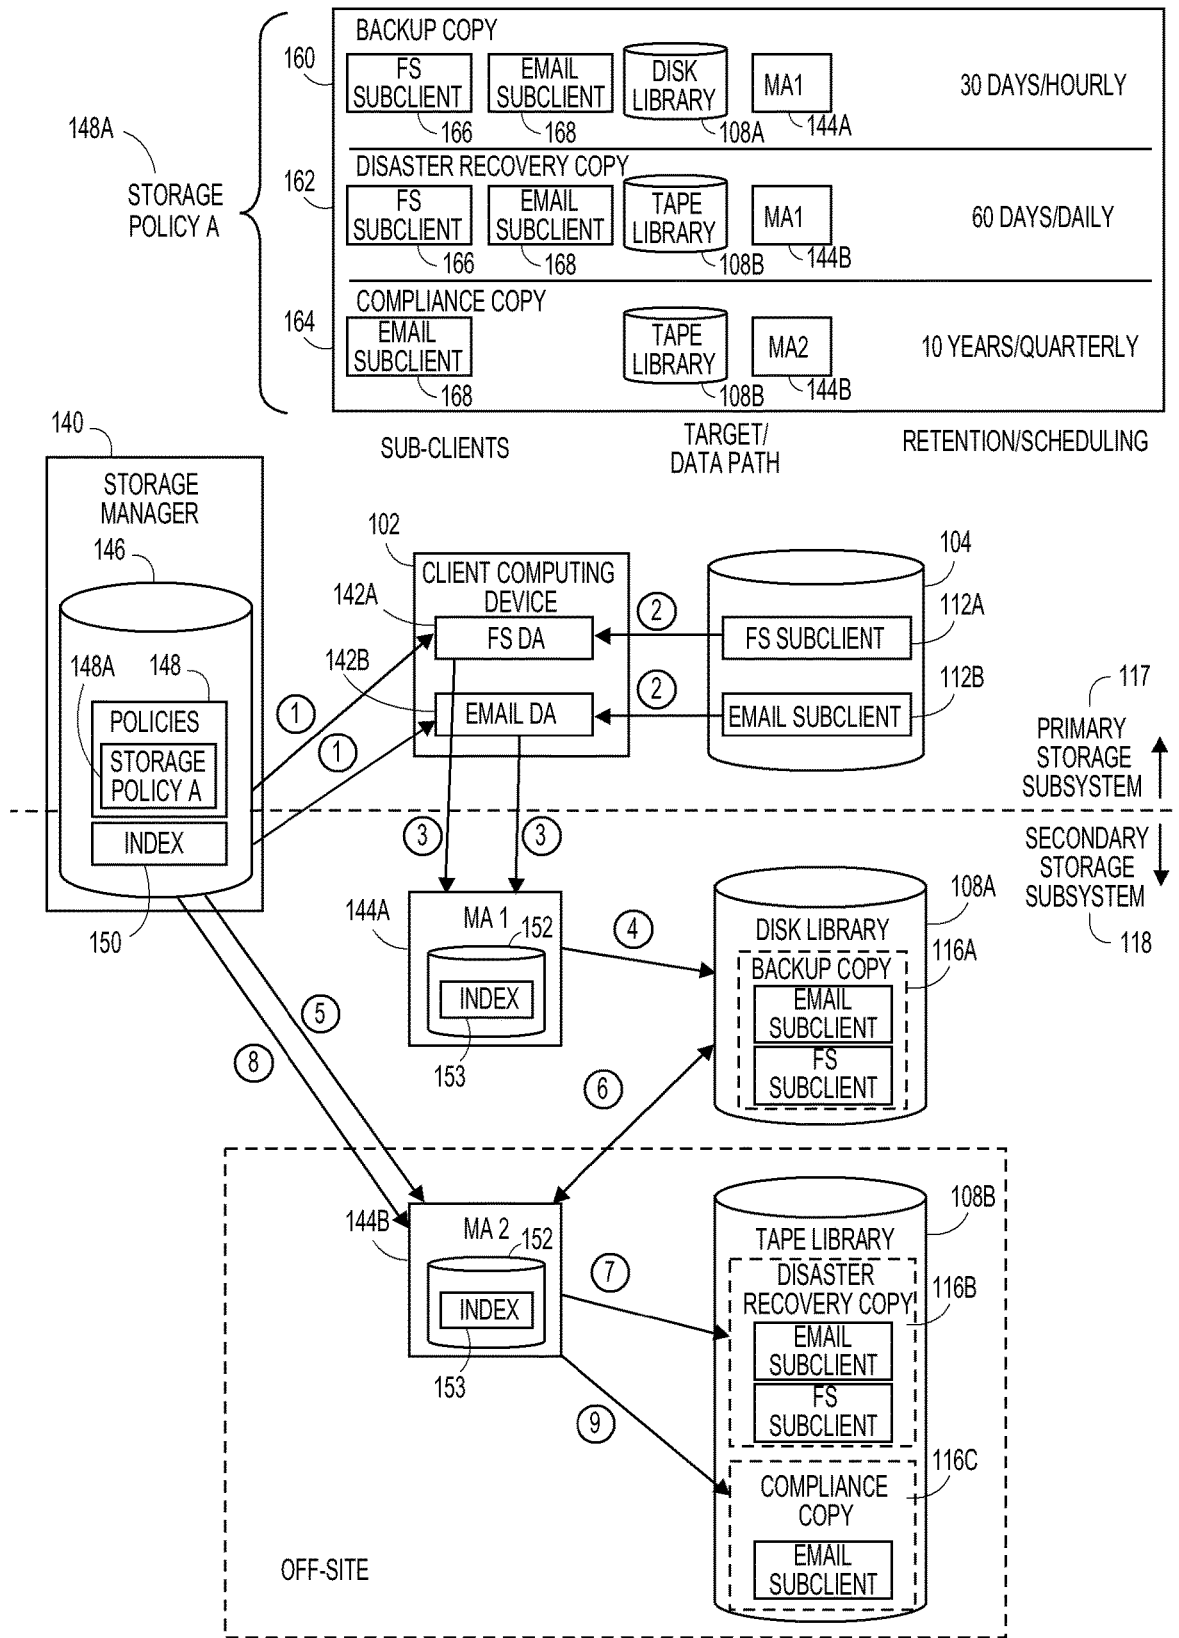 BACKUP COPY
160
FS
SUBCLIENT
166
EMAIL
SUBCLIENT
168
DISK
LIBRARY
108A
MA1
144A
30 DAYS/HOURLY
148A
STORAGE
POLICY A
DISASTER RECOVERY COPY
162
FS
SUBCLIENT
166
EMAIL
SUBCLIENT
168
TAPE
LIBRARY
108B
MA1
144B
60 DAYS/DAILY
COMPLIANCE COPY
164
EMAIL
SUBCLIENT
168
TAPE
LIBRARY
108B
MA2
144B
10 YEARS/QUARTERLY
SUB-CLIENTS
TARGET/
DATA PATH
RETENTION/SCHEDULING
140
STORAGE
MANAGER
146
148A
148
POLICIES
STORAGE
POLICY A
INDEX
150
102
CLIENT COMPUTING
DEVICE
142A
FS DA
142B
EMAIL DA
104
FS SUBCLIENT
112A
EMAIL SUBCLIENT
112B
1
1
2
2
117
PRIMARY
STORAGE
SUBSYSTEM
SECONDARY
STORAGE
SUBSYSTEM
118
3
3
144A
MA 1
152
INDEX
153
4
108A
DISK LIBRARY
116A
BACKUP COPY
EMAIL
SUBCLIENT
FS
SUBCLIENT
5
8
6
144B
MA 2
152
INDEX
153
7
9
108B
TAPE LIBRARY
DISASTER
RECOVERY COPY
116B
EMAIL
SUBCLIENT
FS
SUBCLIENT
116C
COMPLIANCE
COPY
EMAIL
SUBCLIENT
OFF-SITE